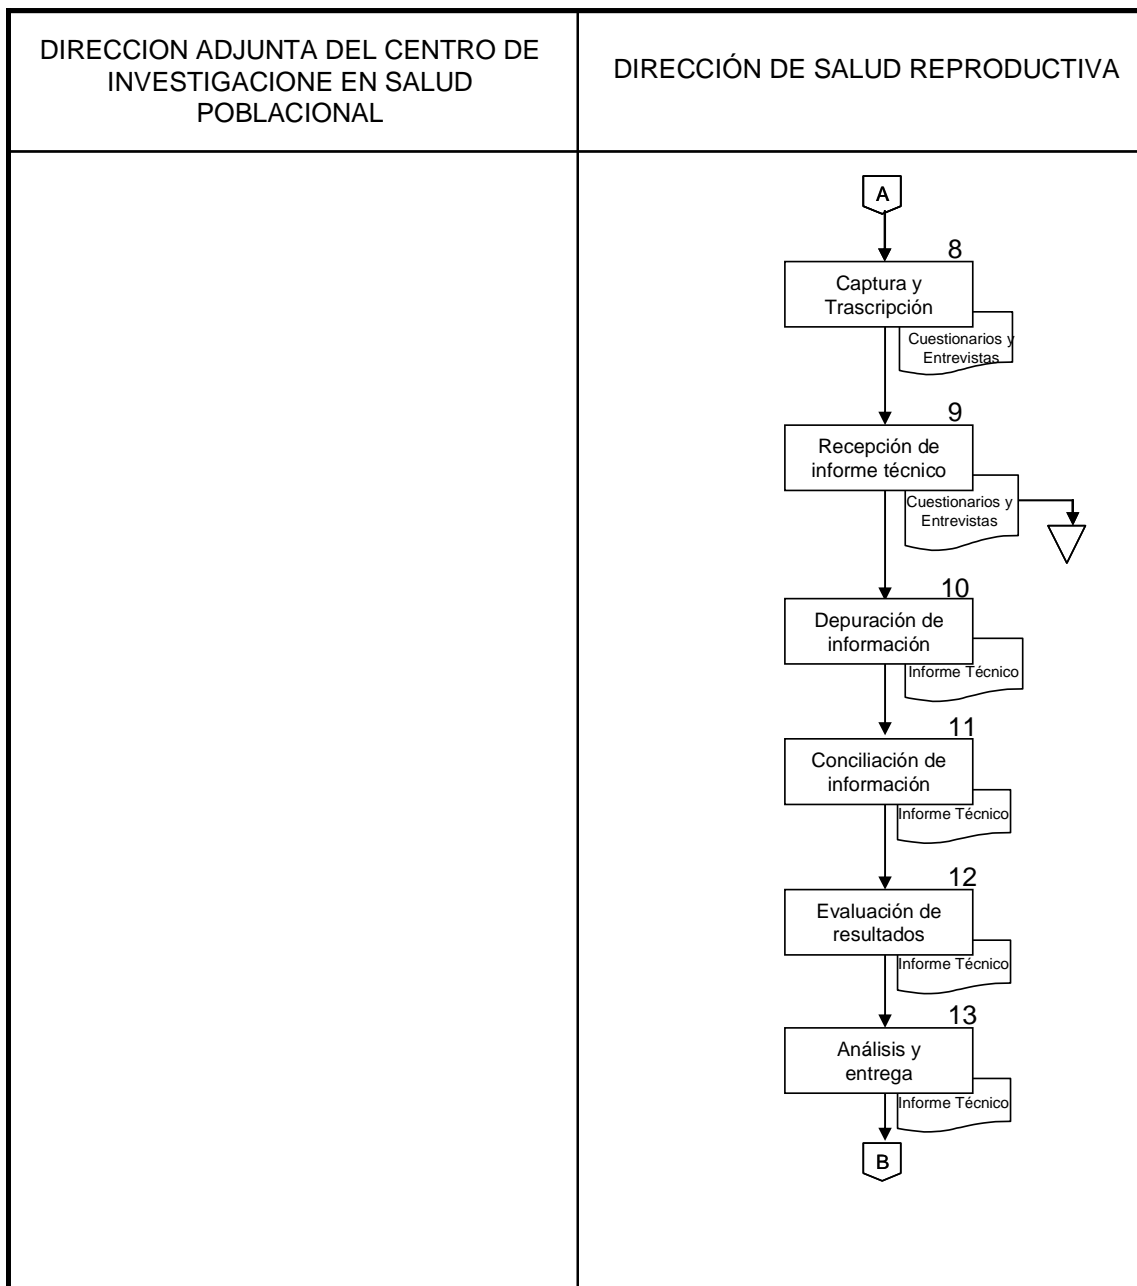 DIRECCION ADJUNTA DEL CENTRO DE
INVESTIGACIONE EN SALUD
POBLACIONAL
DIRECCIÓN DE SALUD REPRODUCTIVA
A
8
Captura y
Trascripción
Cuestionarios y
Entrevistas
9
Recepción de
informe técnico
Cuestionarios y
Entrevistas
10
Depuración de
información
Informe Técnico
11
Conciliación de
información
Informe Técnico
12
Evaluación de
resultados
Informe Técnico
13
Análisis y
entrega
Informe Técnico
B